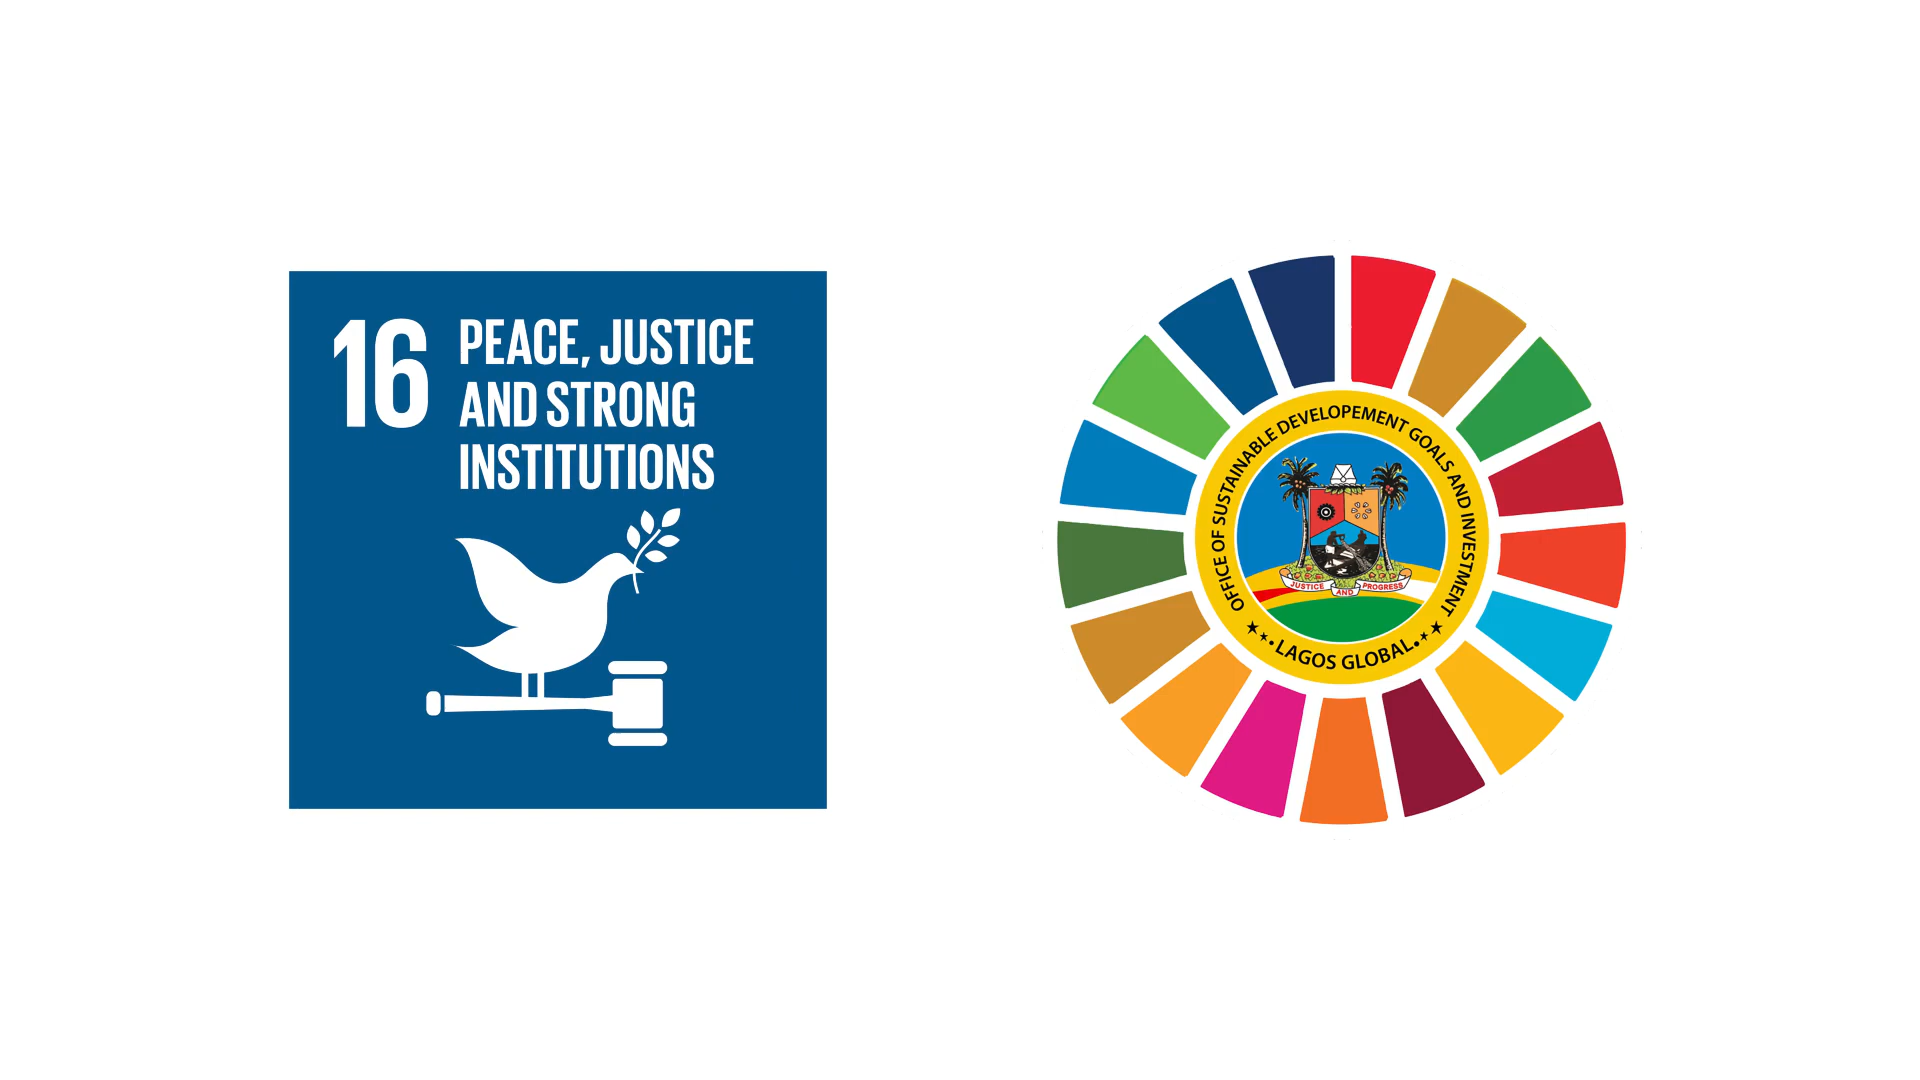 16
PEACE, JUSTICE
AND STRONG
INSTITUTIONS
OFFICE OF SUSTAINABLE DEVELOPEMENT GOALS AND INVESTMENT
JUSTICE AND PROGRESS
LAGOS GLOBAL